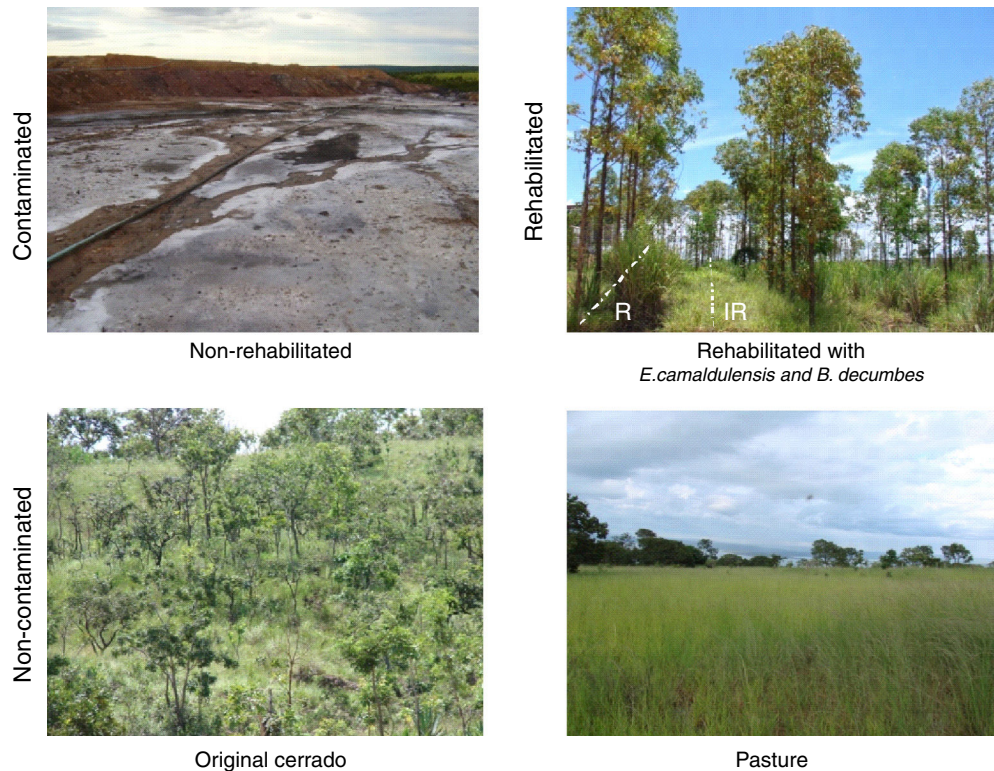 Contaminated
Non-rehabilitated
Rehabilitated
R
IR
Rehabilitated with
E.camaldulensis and B. decumbes
Non-contaminated
Original cerrado
Pasture